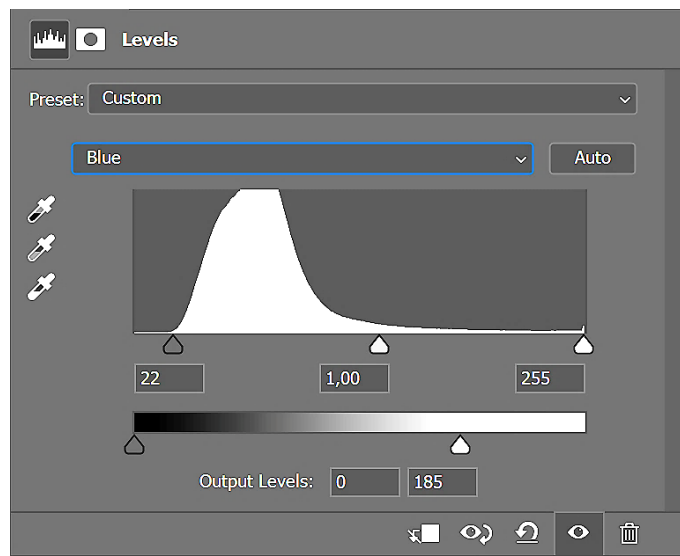 Levels
Preset: Custom
Blue Auto
22 1,00 255
Output Levels: 0 185